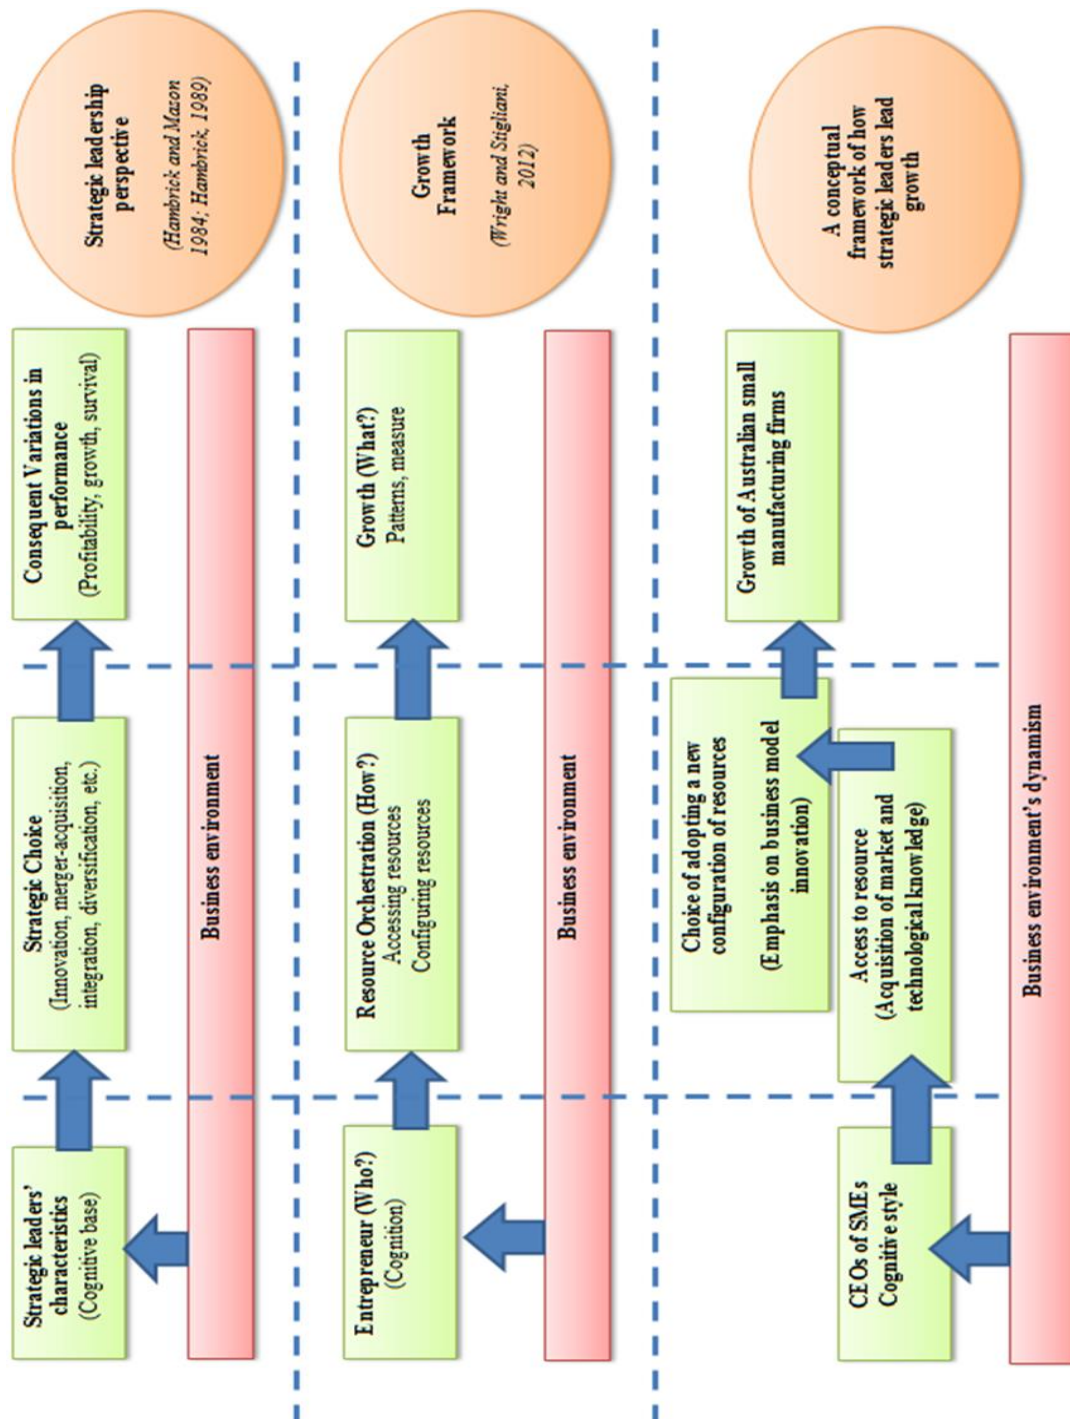 Strategic leaders'
characteristics
(Cognitive base)
Strategic Choice
(Innovation, merger-acquisition,
integration, diversification, etc.)
Consequent Variations in
performance
(Profitability, growth, survival)
Strategic leadership
perspective
(Hambrick and Mazon
1984; Hambrick, 1989)
Business environment
Entrepreneur (Who?)
(Cognition)
Resource Orchestration (How?)
Accessing resources
Configuring resources
Growth (What?)
Patterns, measure
Growth
Framework
(Wright and Stigliani,
2012)
Business environment
CEOs of SMEs
Cognitive style
Choice of adopting a new
configuration of resources
(Emphasis on business model
innovation)
Access to resource
(Acquisition of market and
technological knowledge)
Growth of Australian small
manufacturing firms
A conceptual
framework of how
strategic leaders lead
growth
Business environment's dynamism